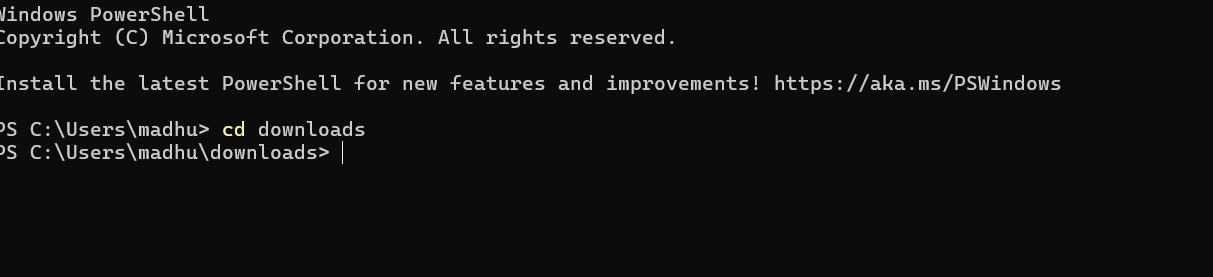 Windows PowerShell
Copyright (C) Microsoft Corporation. All rights reserved.
Install the latest PowerShell for new features and improvements! https://aka.ms/PSWindows
PS C:\Users\madhu> cd downloads
PS C:\Users\madhu\downloads>